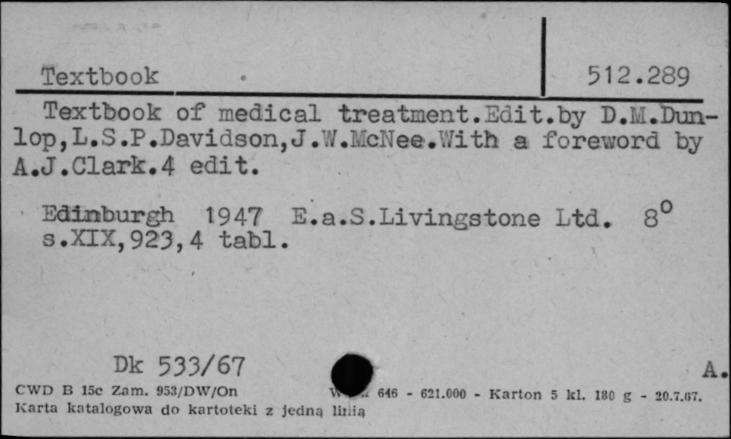 Textbook 512.289
Textbook of medical treatment.Edit.by D.M.Dun-
lop,L.S.P.Davidson,J.W.McNee.With a foreword by
A.J.Clark.4 edit.
Edinburgh 1947 E.a.S.Livingstone Ltd. 8°
s.XIX,923,4 tabl.
Dk 533/67 A.
CWD B 15c Zam. 953/DW/On 646 - 621.000 - Karton 5 kl. 180 g - 20.7.67.
Karta katalogowa do kartoteki z jedną linią